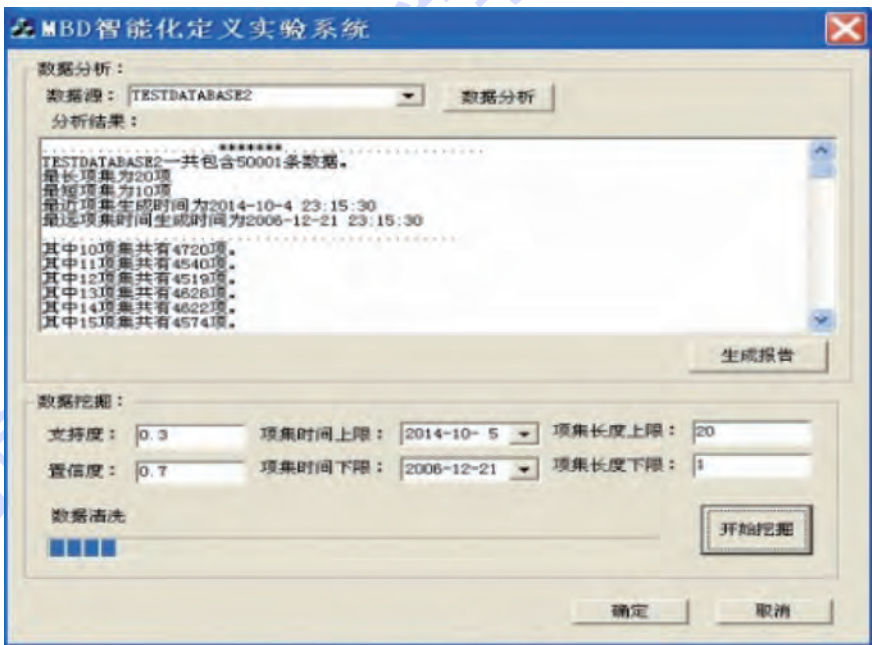 MBD智能化定义实验系统
数据分析：
数据源： TESTDATABASE2 数据分析
分析结果：
....................*******....................
TESTDATABASE2一共包含50001条数据。
最长项集为20项
最短项集为10项
最近项集生成时间为2014-10-4 23:15:30
最远项集时间生成时间为2006-12-21 23:15:30
..............................................
其中10项集共有4720项。
其中11项集共有4540项。
其中12项集共有4519项。
其中13项集共有4628项。
其中14项集共有4622项。
其中15项集共有4574项。
生成报告
数据挖掘：
支持度： 0.3 项集时间上限： 2014-10- 5 项集长度上限： 20
置信度： 0.7 项集时间下限： 2006-12-21 项集长度下限： 1
数据清洗
开始挖掘
确定 取消